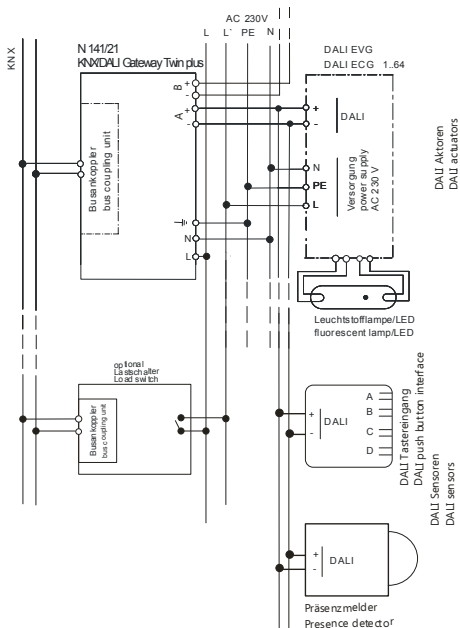 AC 230V
L L` PE N
KNX
N 141/21
KNX/DALI Gateway Twin plus
B + -
A + -
Busankoppler
bus coupling unit
N
L
DALI EVG
DALI ECG 1..64
+
-
DALI
N
PE
L
Versorgung
power supply
AC 230 V
DALI Aktoren
DALI actuators
Leuchtstofflampe/LED
fluorescent lamp/LED
optional
Lastschalter
Load switch
Busankoppler
bus coupling unit
+
-
DALI
A
B
C
D
DALI Tastereingang
DALI push button interface
DALI Sensoren
DALI sensors
+
-
DALI
Präsenzmelder
Presence detector